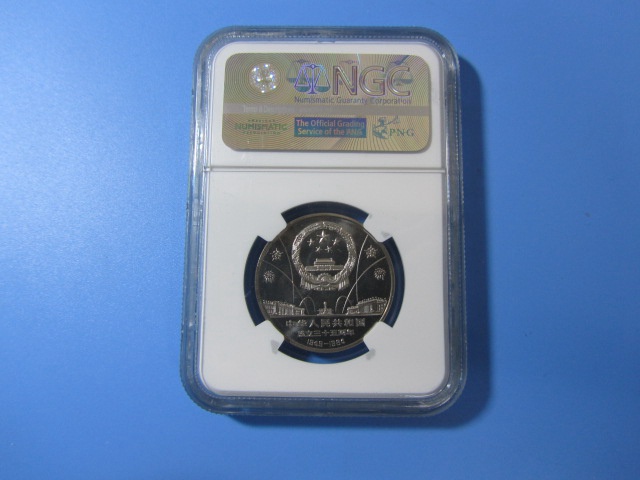 NGC
Numismatic Guaranty Corporation
NUMISMATIC
The Official Grading
Service of the ANA
PNG
中华人民共和国
成立三十五周年
1949-1984